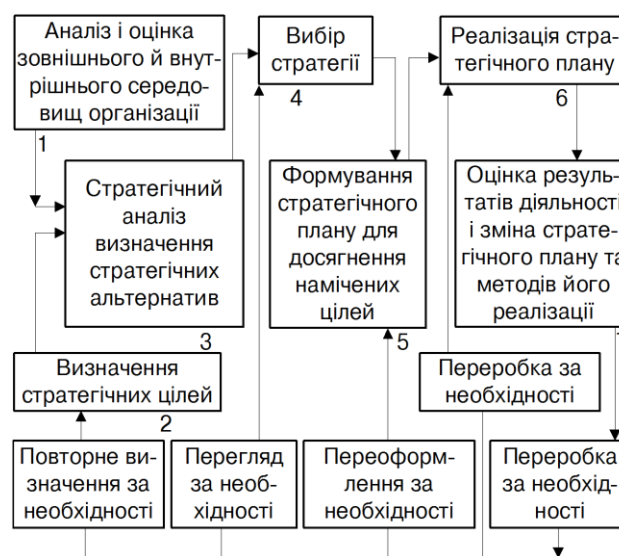 Аналіз і оцінка
зовнішнього й внут-
рішнього середо-
вищ організації
1
Вибір
стратегії
4
Реалізація стра-
тегічного плану
6
Стратегічний
аналіз
визначення
стратегічних
альтернатив
3
Формування
стратегічного
плану для
досягнення
намічених
цілей
5
Оцінка резуль-
татів діяльності
і зміна страте-
гічного плану та
методів його
реалізації
Визначення
стратегічних цілей
2
Переробка за
необхідності
Повторне ви-
значення за
необхідності
Перегляд
за необ-
хідності
Переоформ-
лення за
необхідності
Переробка
за необхід-
ності